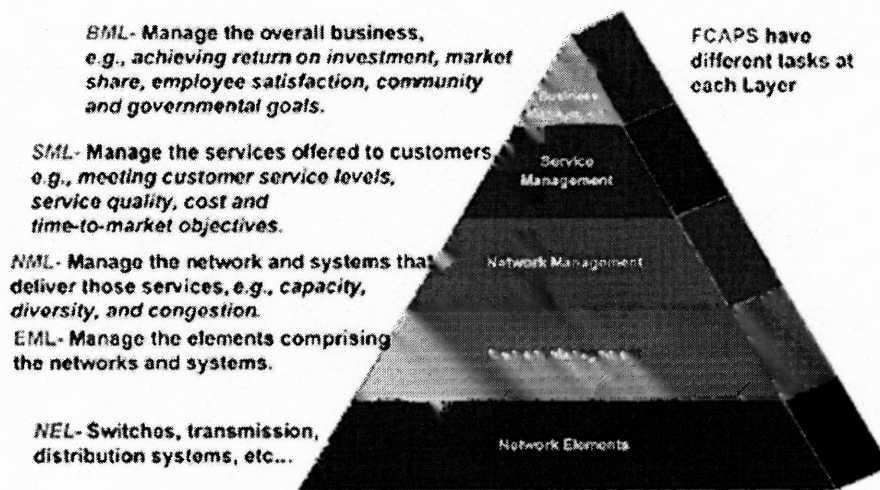 BML- Manage the overall business,
e.g., achieving return on investment, market
share, employee satisfaction, community
and governmental goals.
FCAPS have
different tasks at
each Layer
Business
SML- Manage the services offered to customers,
e.g., meeting customer service levels,
service quality, cost and
time-to-market objectives.
Service
Management
NML- Manage the network and systems that
deliver those services, e.g., capacity,
diversity, and congestion.
Network Management
EML- Manage the elements comprising
the networks and systems.
NEL- Switches, transmission,
distribution systems, etc...
Network Elements